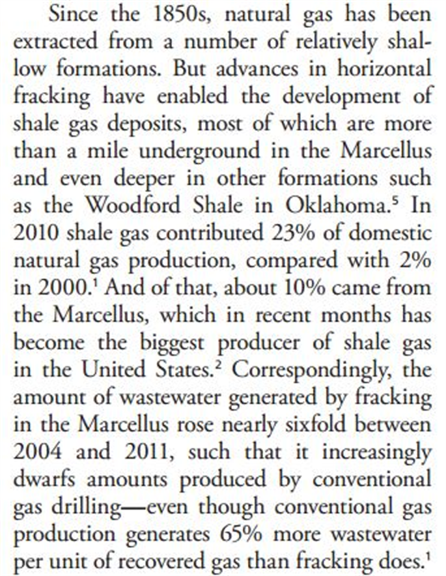 Since the 1850s, natural gas has been
extracted from a number of relatively shal-
low formations. But advances in horizontal
fracking have enabled the development of
shale gas deposits, most of which are more
than a mile underground in the Marcellus
and even deeper in other formations such
as the Woodford Shale in Oklahoma.⁵ In
2010 shale gas contributed 23% of domestic
natural gas production, compared with 2%
in 2000.¹ And of that, about 10% came from
the Marcellus, which in recent months has
become the biggest producer of shale gas
in the United States.² Correspondingly, the
amount of wastewater generated by fracking
in the Marcellus rose nearly sixfold between
2004 and 2011, such that it increasingly
dwarfs amounts produced by conventional
gas drilling—even though conventional gas
production generates 65% more wastewater
per unit of recovered gas than fracking does.¹